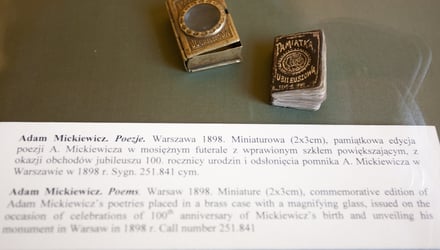 PAMIĄTKA
JUBILEUSZOWA
Adam Mickiewicz. Poezje. Warszawa 1898. Miniaturowa (2x3cm), pamiątkowa edycja
poezji A. Mickiewicza w mosiężnym futerale z wprawionym szkłem powiększającym, z
okazji obchodów jubileuszu 100. rocznicy urodzin i odsłonięcia pomnika A. Mickiewicza w
Warszawie w 1898 r. Sygn. 251.841 cym.
Adam Mickiewicz. Poems. Warsaw 1898. Miniature (2x3cm), commemorative edition of
Adam Mickiewicz's poetries placed in a brass case with a magnifying glass, issued on the
occasion of celebrations of 100th anniversary of Mickiewicz's birth and unveiling his
monument in Warsaw in 1898 r. Call number 251.841